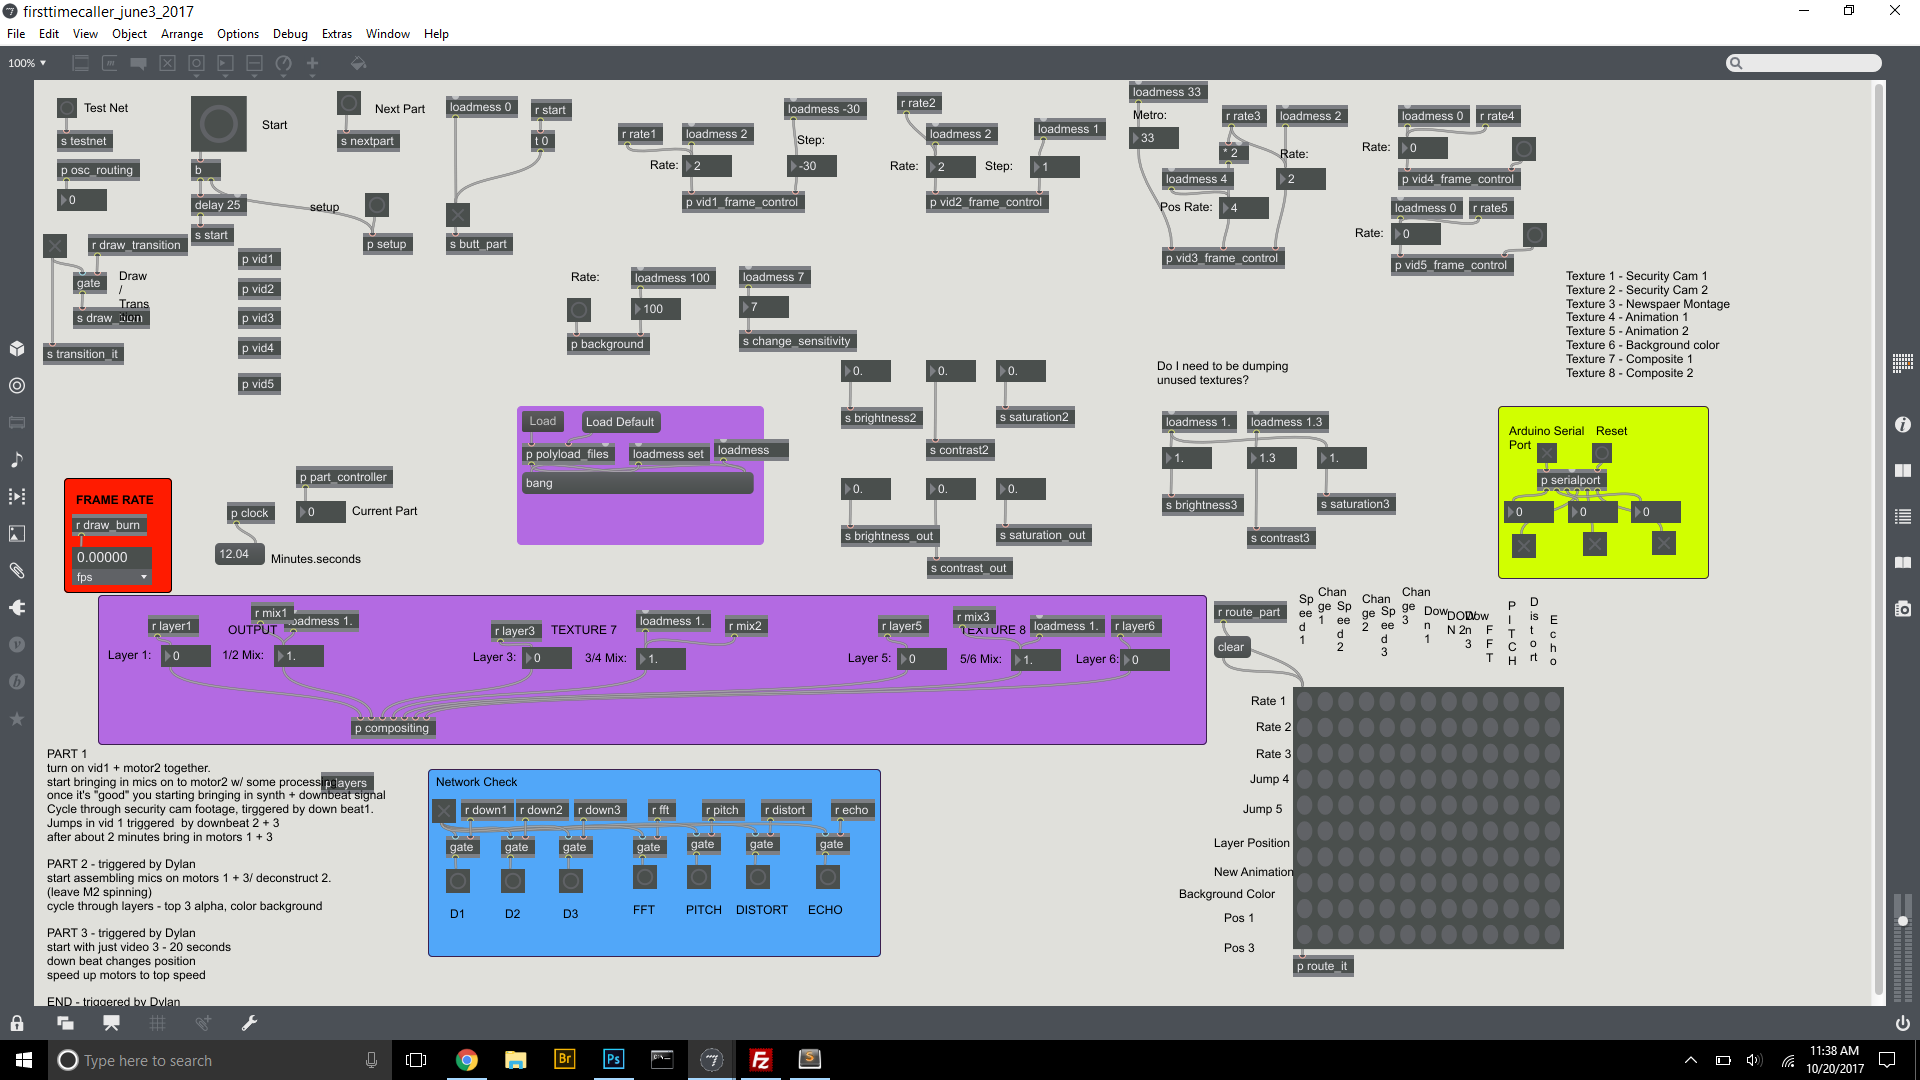 firsttimecaller_june3_2017
File Edit View Object Arrange Options Debug Extras Window Help
100%
Test Net
s testnet
p osc_routing
0
Start
b
delay 25
s start
setup
Next Part
s nextpart
p setup
loadmess 0
r start
t 0
s butt_part
r rate1
loadmess 2
Rate:
2
loadmess -30
Step:
-30
p vid1_frame_control
r rate2
loadmess 2
Rate:
2
loadmess 1
Step:
1
p vid2_frame_control
loadmess 33
Metro:
33
r rate3
loadmess 2
* 2
Rate:
2
loadmess 4
Pos Rate:
4
p vid3_frame_control
loadmess 0
r rate4
Rate:
0
p vid4_frame_control
loadmess 0
r rate5
Rate:
0
p vid5_frame_control
r draw_transition
gate
Draw
/
Trans
s draw_
s transition_it
p vid1
p vid2
p vid3
p vid4
p vid5
Rate:
loadmess 100
100
p background
loadmess 7
7
s change_sensitivity
Texture 1 - Security Cam 1
Texture 2 - Security Cam 2
Texture 3 - Newspaer Montage
Texture 4 - Animation 1
Texture 5 - Animation 2
Texture 6 - Background color
Texture 7 - Composite 1
Texture 8 - Composite 2
Do I need to be dumping
unused textures?
0.
0.
0.
s brightness2
s contrast2
s saturation2
0.
0.
0.
s brightness_out
s contrast_out
s saturation_out
loadmess 1.
loadmess 1.3
1.
1.3
1.
s brightness3
s contrast3
s saturation3
Load
Load Default
p polyload_files
loadmess set
loadmess
bang
Arduino Serial
Port
Reset
p serialport
0
0
0
FRAME RATE
r draw_burn
0.00000
fps
p clock
12.04
Minutes.seconds
p part_controller
0
Current Part
r layer1
r mix1
loadmess 1.
OUTPUT
Layer 1:
0
1/2 Mix:
1.
r layer3
TEXTURE 7
loadmess 1.
r mix2
Layer 3:
0
3/4 Mix:
1.
r layer5
r mix3
TEXTURE 8
loadmess 1.
r layer6
Layer 5:
0
5/6 Mix:
1.
Layer 6:
0
p compositing
r route_part
clear
Speed 1
Change 1
Speed 2
Change 2
Speed 3
Change 3
Down 1
DOWN 2
Down 3
FFT
PITCH
Distort
Echo
Rate 1
Rate 2
Rate 3
Jump 4
Jump 5
Layer Position
New Animation
Background Color
Pos 1
Pos 3
p route_it
PART 1
turn on vid1 + motor2 together.
start bringing in mics on to motor2 w/ some processing
once it's "good" you starting bringing in synth + downbeat signal
Cycle through security cam footage, tirggered by down beat1.
Jumps in vid 1 triggered by downbeat 2 + 3
after about 2 minutes bring in motors 1 + 3
p layers
PART 2 - triggered by Dylan
start assembling mics on motors 1 + 3/ deconstruct 2.
(leave M2 spinning)
cycle through layers - top 3 alpha, color background
PART 3 - triggered by Dylan
start with just video 3 - 20 seconds
down beat changes position
speed up motors to top speed
END - triggered by Dylan
Network Check
r down1
r down2
r down3
r fft
r pitch
r distort
r echo
gate
gate
gate
gate
gate
gate
gate
D1
D2
D3
FFT
PITCH
DISTORT
ECHO
Type here to search
Br
Ps
Fz
S
11:38 AM
10/20/2017